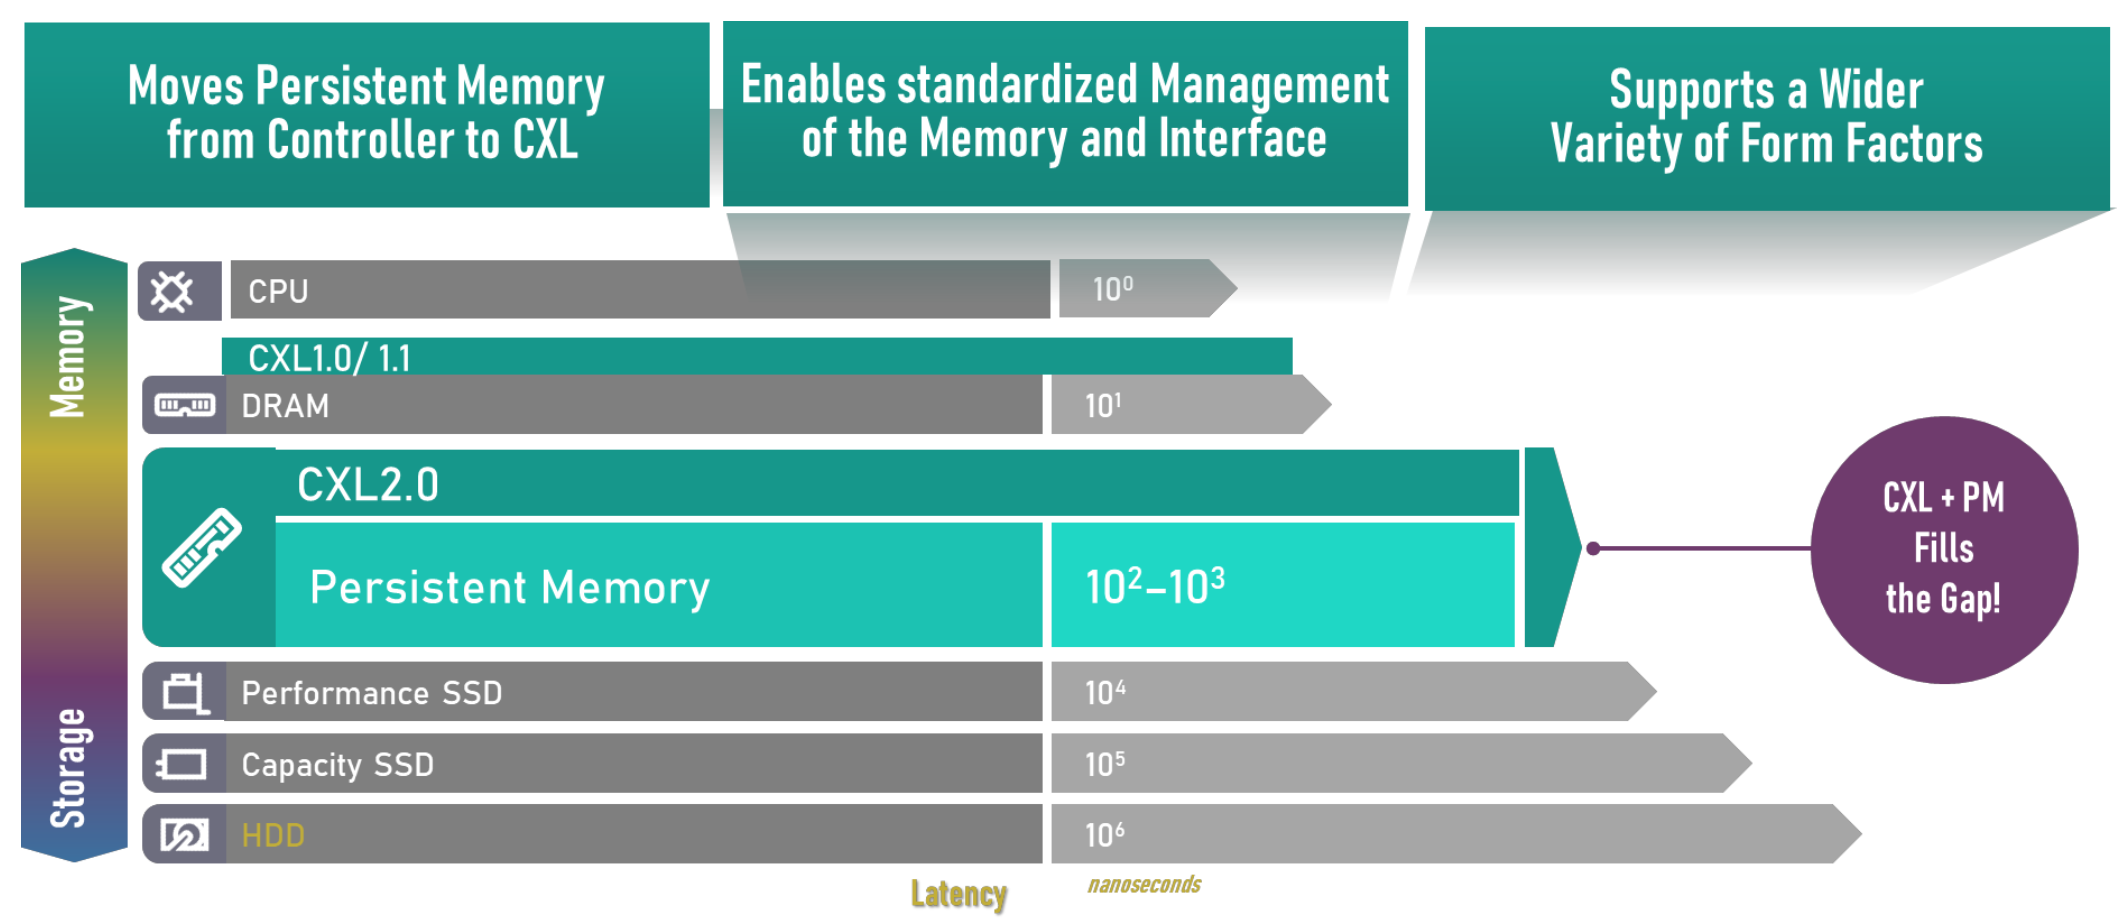 Moves Persistent Memory
from Controller to CXL
Enables standardized Management
of the Memory and Interface
Supports a Wider
Variety of Form Factors
Memory
Storage
CPU
10⁰
CXL1.0/ 1.1
DRAM
10¹
CXL2.0
Persistent Memory
10²–10³
CXL + PM
Fills
the Gap!
Performance SSD
10⁴
Capacity SSD
10⁵
HDD
10⁶
Latency
nanoseconds